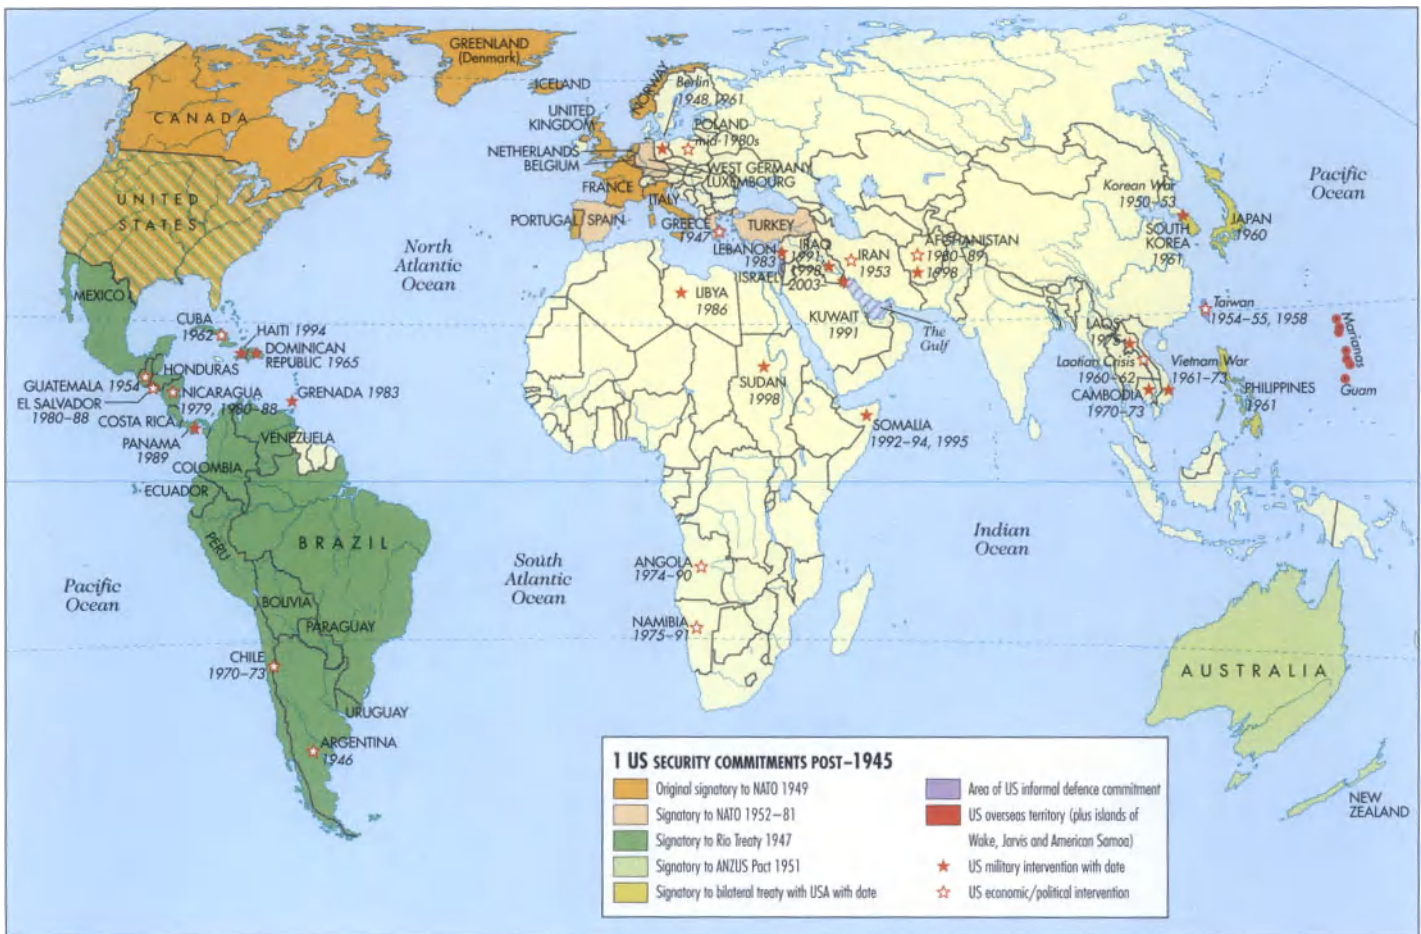 GREENLAND
(Denmark)
ICELAND
NORWAY
Berlin
1948, 1961
UNITED
KINGDOM
POLAND
mid-1980s
CANADA
NETHERLANDS
BELGIUM
WEST GERMANY
LUXEMBOURG
FRANCE
ITALY
Pacific
Ocean
Korean War
1950–53
UNITED
STATES
PORTUGAL
SPAIN
GREECE
1947
TURKEY
JAPAN
1960
SOUTH
KOREA
1961
North
Atlantic
Ocean
LEBANON
1983
IRAQ
1991
1998
2003–
IRAN
1953
AFGHANISTAN
1980–89
1998
ISRAEL
MEXICO
LIBYA
1986
KUWAIT
1991
The
Gulf
Taiwan
1954–55, 1958
CUBA
1962
HAITI 1994
DOMINICAN
REPUBLIC 1965
LAOS
1975
Marianas
HONDURAS
GUATEMALA 1954
EL SALVADOR
1980–88
NICARAGUA
1979, 1980–88
GRENADA 1983
SUDAN
1998
Laotian Crisis
1960–62
Vietnam War
1961–73
CAMBODIA
1970–73
PHILIPPINES
1961
Guam
COSTA RICA
PANAMA
1989
VENEZUELA
SOMALIA
1992–94, 1995
COLOMBIA
ECUADOR
PERU
BRAZIL
South
Atlantic
Ocean
Indian
Ocean
ANGOLA
1974–90
Pacific
Ocean
BOLIVIA
PARAGUAY
NAMIBIA
1975–91
CHILE
1970–73
AUSTRALIA
URUGUAY
ARGENTINA
1946
NEW
ZEALAND
1 US SECURITY COMMITMENTS POST–1945
Original signatory to NATO 1949
Signatory to NATO 1952–81
Signatory to Rio Treaty 1947
Signatory to ANZUS Pact 1951
Signatory to bilateral treaty with USA with date
Area of US informal defence commitment
US overseas territory (plus islands of
Wake, Jarvis and American Samoa)
US military intervention with date
US economic/political intervention